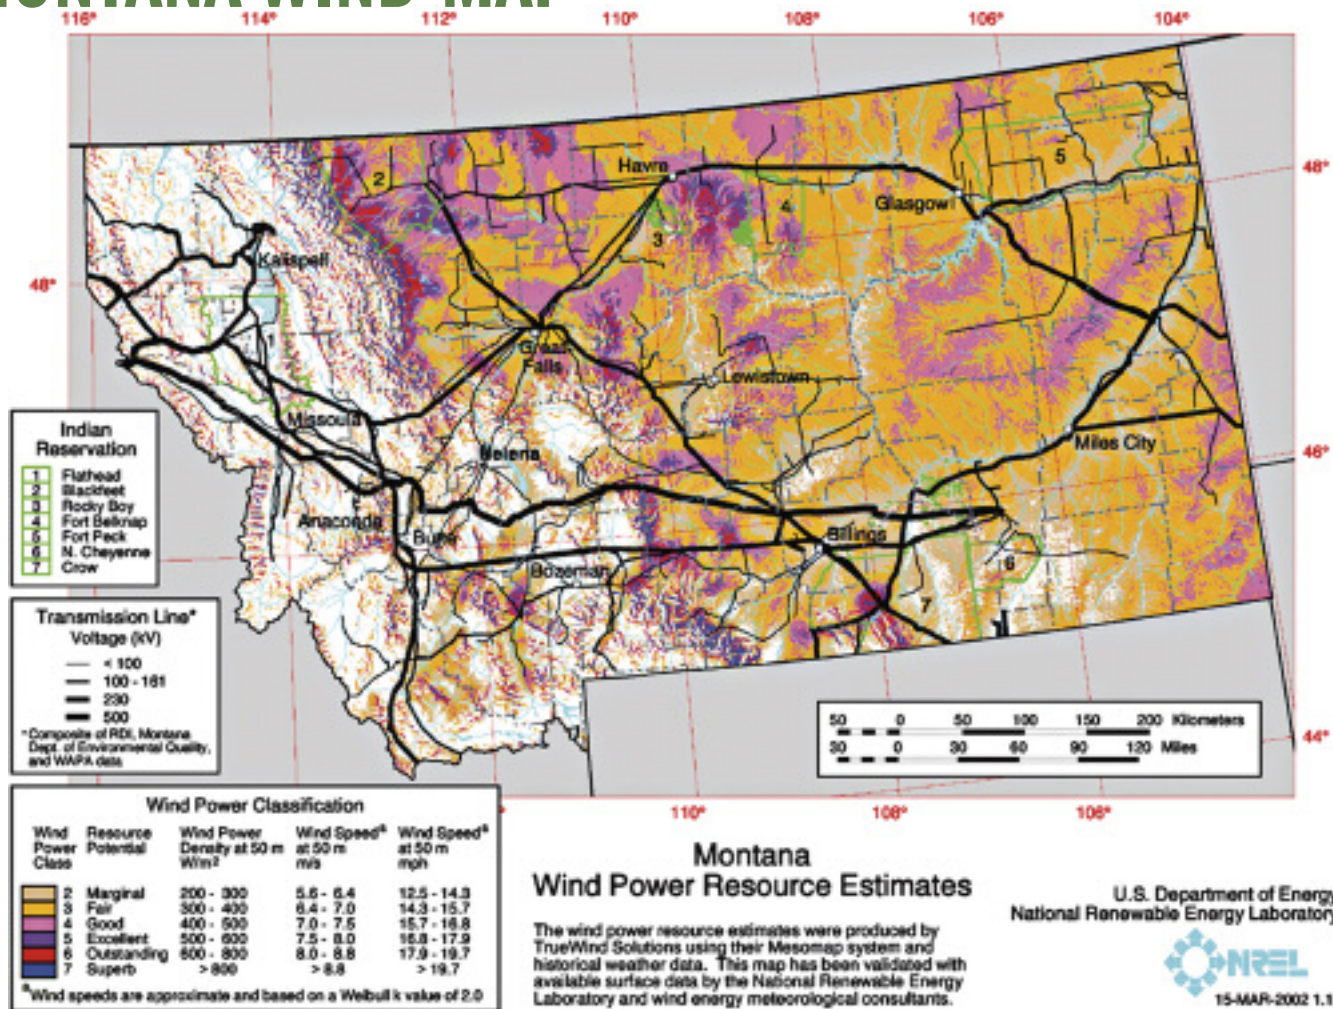 MONTANA WIND MAP
116° 114° 112° 110° 108° 106° 104°
48°
48°
46°
44°
110° 108° 106°
Havre
Glasgow
Kalispell
Great Falls
Lewistown
Missoula
Helena
Miles City
Anaconda
Butte
Billings
Bozeman
1
2
3
4
5
6
7
Indian
Reservation
1 Flathead
2 Blackfeet
3 Rocky Boy
4 Fort Belknap
5 Fort Peck
6 N. Cheyenne
7 Crow
Transmission Line*
Voltage (kV)
< 100
100 - 161
230
500
*Composite of RDI, Montana
Dept. of Environmental Quality,
and WAPA data
50 0 50 100 150 200 Kilometers
30 0 30 60 90 120 Miles
Wind Power Classification
Wind Power Class Resource Potential Wind Power Density at 50 m W/m² Wind Speedª at 50 m m/s Wind Speedª at 50 m mph
2 Marginal 200 - 300 5.6 - 6.4 12.5 - 14.3
3 Fair 300 - 400 6.4 - 7.0 14.3 - 15.7
4 Good 400 - 500 7.0 - 7.5 15.7 - 16.8
5 Excellent 500 - 600 7.5 - 8.0 16.8 - 17.9
6 Outstanding 600 - 800 8.0 - 8.8 17.9 - 19.7
7 Superb > 800 > 8.8 > 19.7
ªWind speeds are approximate and based on a Weibull k value of 2.0
Montana
Wind Power Resource Estimates
The wind power resource estimates were produced by
TrueWind Solutions using their Mesomap system and
historical weather data. This map has been validated with
available surface data by the National Renewable Energy
Laboratory and wind energy meteorological consultants.
U.S. Department of Energy
National Renewable Energy Laboratory
NREL
15-MAR-2002 1.1